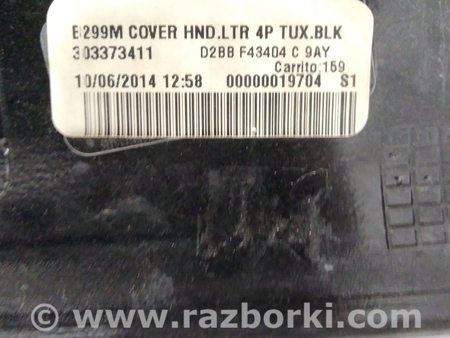 B299M COVER HND.LTR 4P TUX.BLK
303373411 D2BB F43404 C 9AY
Carrito:159
10/06/2014 12:58 00000019704 S1
www.razborki.com